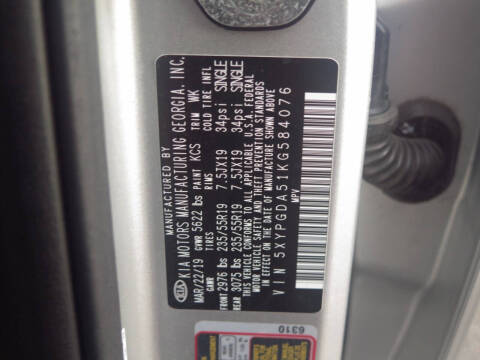 MANUFACTURED BY
KIA KIA MOTORS MANUFACTURING GEORGIA, INC.
MAR/22/19 GVWR 5622 lbs PAINT KCS TRIM WK
GAWR TIRES RIMS COLD TIRE INFL
FRONT 2976 lbs 235/55R19 7.5JX19 34psi SINGLE
REAR 3075 lbs 235/55R19 7.5JX19 34psi SINGLE
THIS VEHICLE CONFORMS TO ALL APPLICABLE U.S.A. FEDERAL
MOTOR VEHICLE SAFETY AND THEFT PREVENTION STANDARDS
IN EFFECT ON THE DATE OF MANUFACTURE SHOWN ABOVE
VIN 5XYPGDA51KG584076
MPV
6310